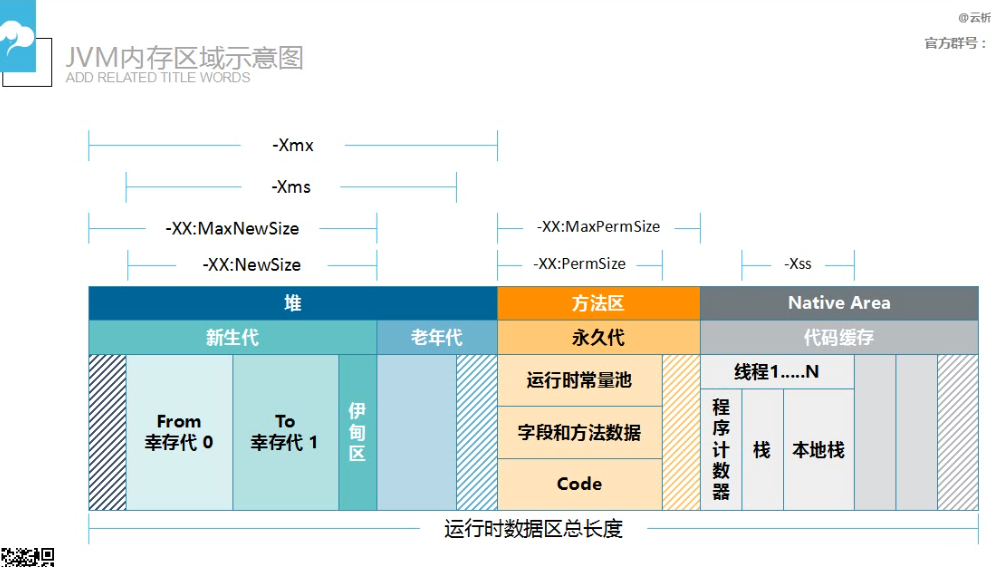 @云析
官方群号：
JVM内存区域示意图
ADD RELATED TITLE WORDS
-Xmx
-Xms
-XX:MaxNewSize
-XX:MaxPermSize
-XX:NewSize
-XX:PermSize
-Xss
堆
方法区
Native Area
新生代
老年代
永久代
代码缓存
From
幸存代 0
To
幸存代 1
伊甸区
运行时常量池
字段和方法数据
Code
线程1.....N
程序计数器
栈
本地栈
运行时数据区总长度